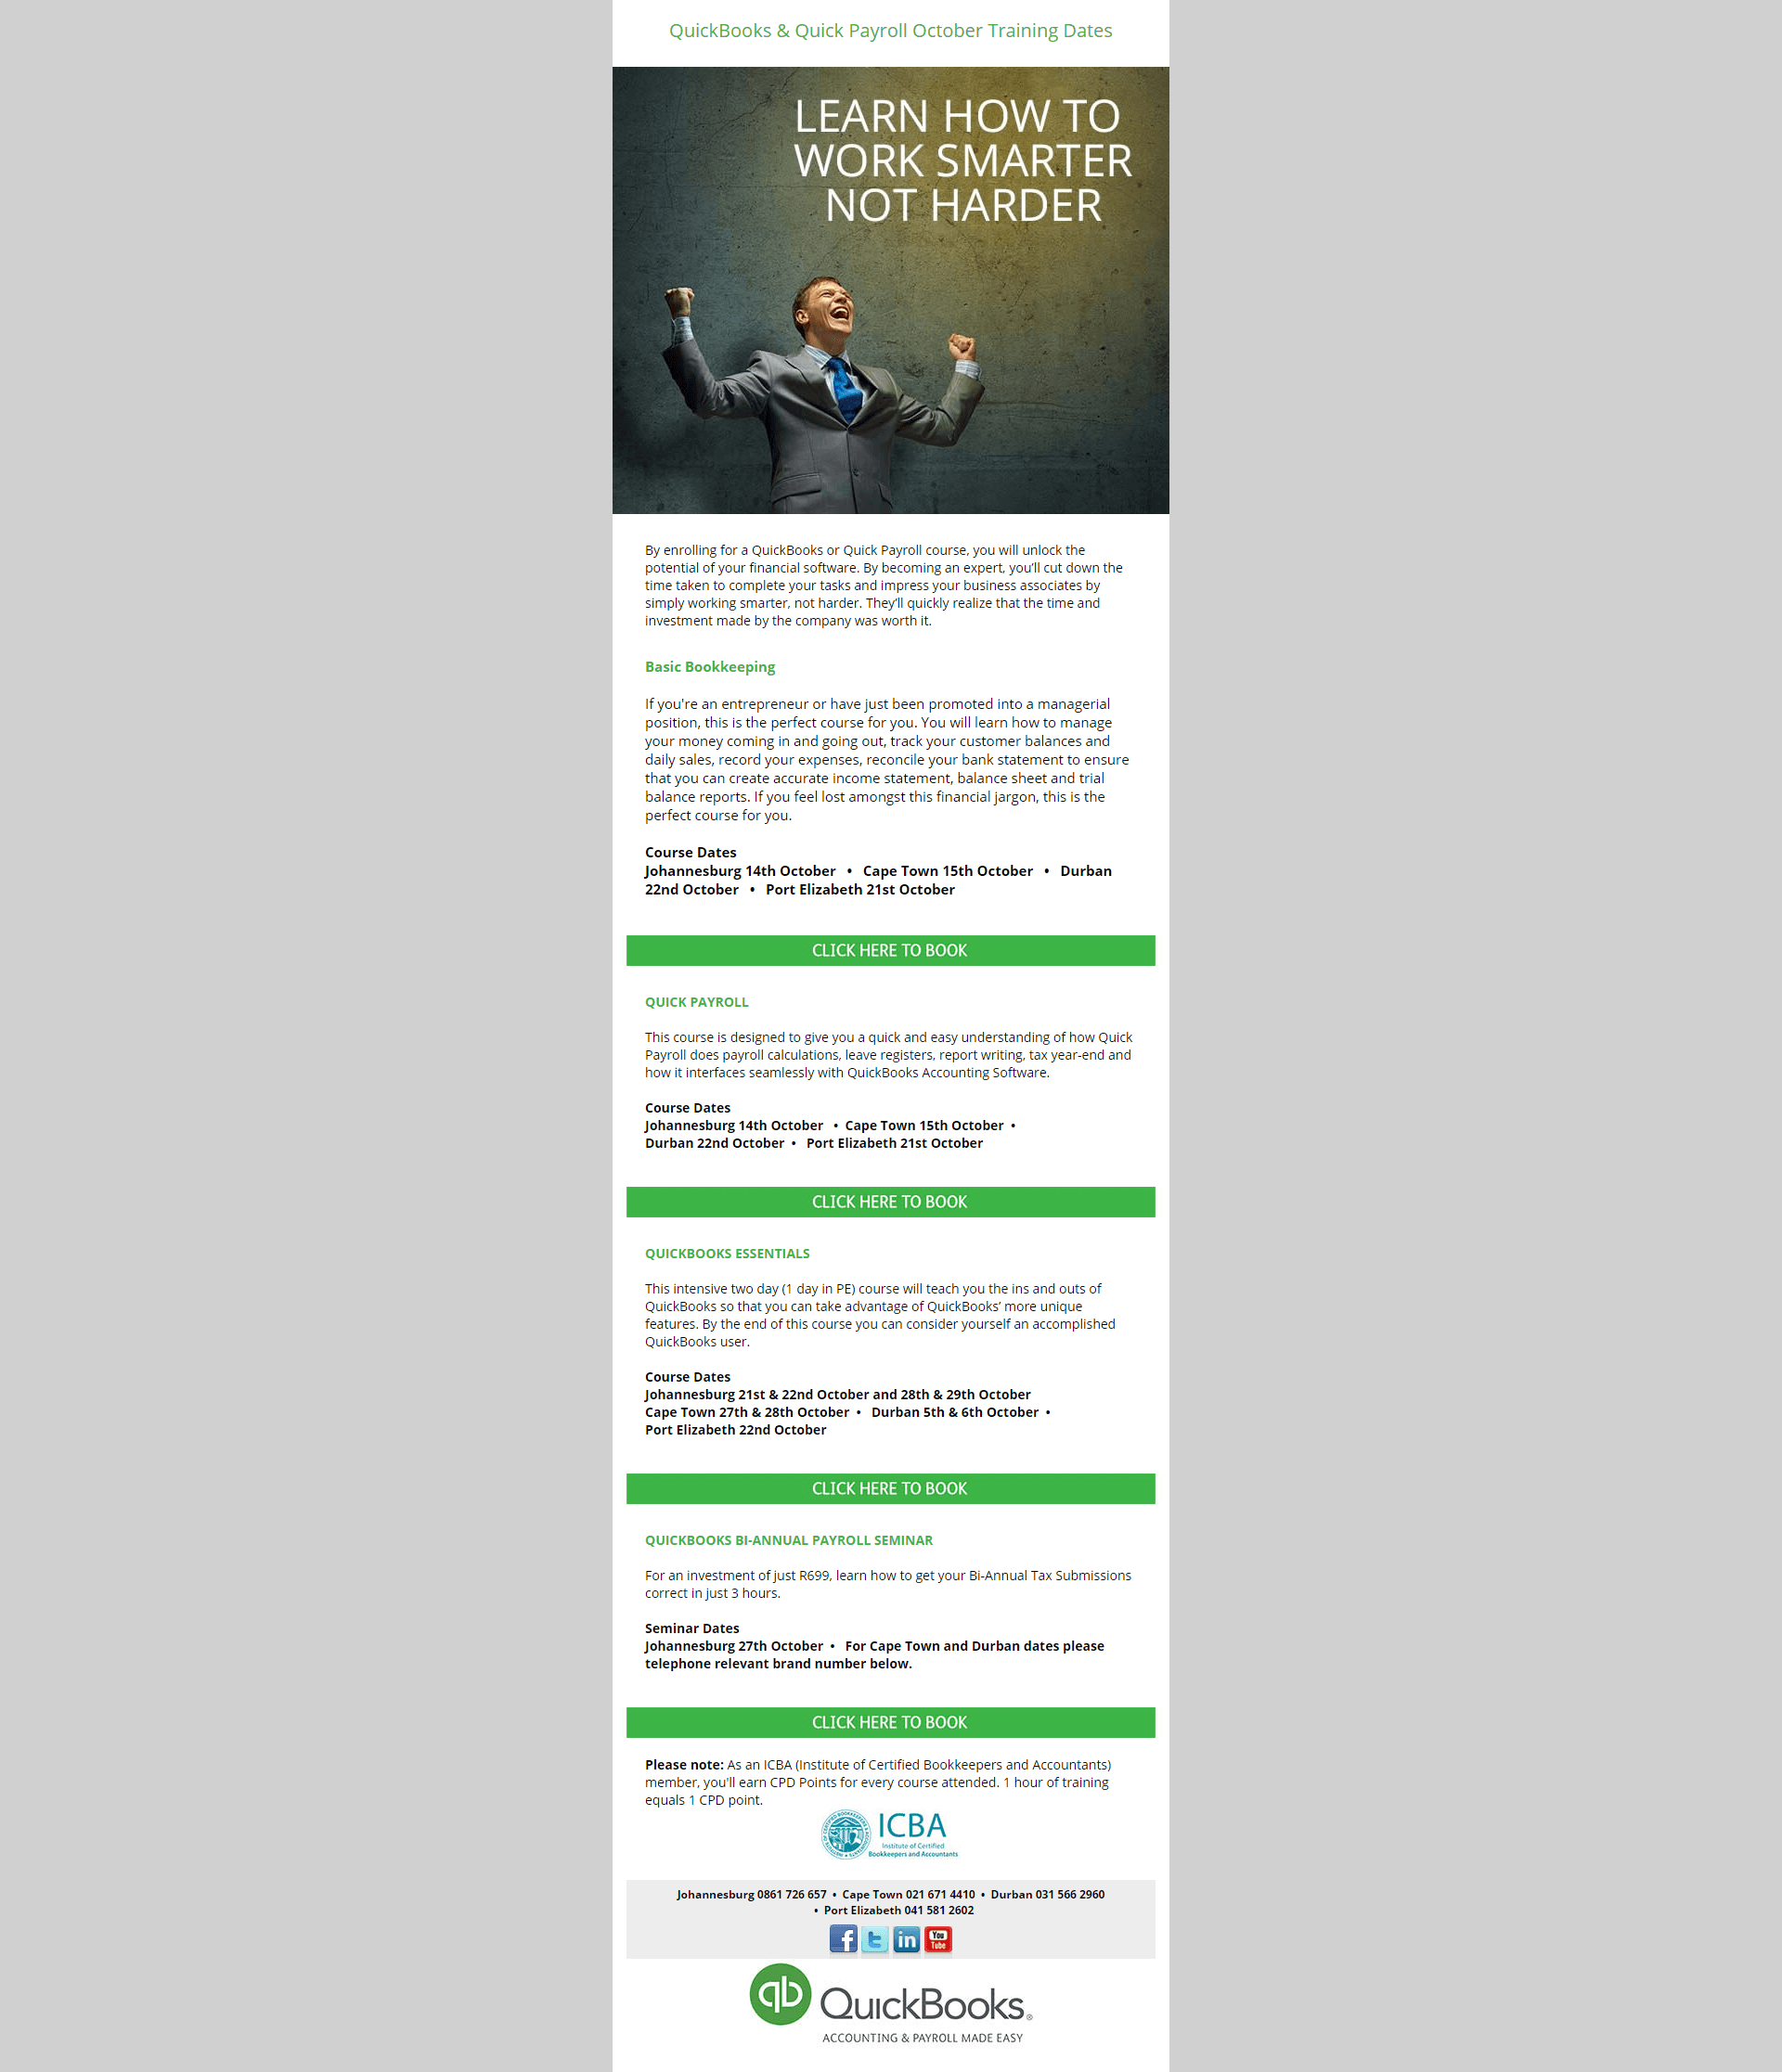 QuickBooks & Quick Payroll October Training Dates
LEARN HOW TO
WORK SMARTER
NOT HARDER
By enrolling for a QuickBooks or Quick Payroll course, you will unlock the
potential of your financial software. By becoming an expert, you’ll cut down the
time taken to complete your tasks and impress your business associates by
simply working smarter, not harder. They’ll quickly realize that the time and
investment made by the company was worth it.
Basic Bookkeeping
If you're an entrepreneur or have just been promoted into a managerial
position, this is the perfect course for you. You will learn how to manage
your money coming in and going out, track your customer balances and
daily sales, record your expenses, reconcile your bank statement to ensure
that you can create accurate income statement, balance sheet and trial
balance reports. If you feel lost amongst this financial jargon, this is the
perfect course for you.
Course Dates
Johannesburg 14th October • Cape Town 15th October • Durban
22nd October • Port Elizabeth 21st October
CLICK HERE TO BOOK
QUICK PAYROLL
This course is designed to give you a quick and easy understanding of how Quick
Payroll does payroll calculations, leave registers, report writing, tax year-end and
how it interfaces seamlessly with QuickBooks Accounting Software.
Course Dates
Johannesburg 14th October • Cape Town 15th October •
Durban 22nd October • Port Elizabeth 21st October
CLICK HERE TO BOOK
QUICKBOOKS ESSENTIALS
This intensive two day (1 day in PE) course will teach you the ins and outs of
QuickBooks so that you can take advantage of QuickBooks’ more unique
features. By the end of this course you can consider yourself an accomplished
QuickBooks user.
Course Dates
Johannesburg 21st & 22nd October and 28th & 29th October
Cape Town 27th & 28th October • Durban 5th & 6th October •
Port Elizabeth 22nd October
CLICK HERE TO BOOK
QUICKBOOKS BI-ANNUAL PAYROLL SEMINAR
For an investment of just R699, learn how to get your Bi-Annual Tax Submissions
correct in just 3 hours.
Seminar Dates
Johannesburg 27th October • For Cape Town and Durban dates please
telephone relevant brand number below.
CLICK HERE TO BOOK
Please note: As an ICBA (Institute of Certified Bookkeepers and Accountants)
member, you'll earn CPD Points for every course attended. 1 hour of training
equals 1 CPD point.
ICBA
Institute of Certified
Bookkeepers and Accountants
Johannesburg 0861 726 657 • Cape Town 021 671 4410 • Durban 031 566 2960
• Port Elizabeth 041 581 2602
f t in You Tube
qb QuickBooks®
ACCOUNTING & PAYROLL MADE EASY